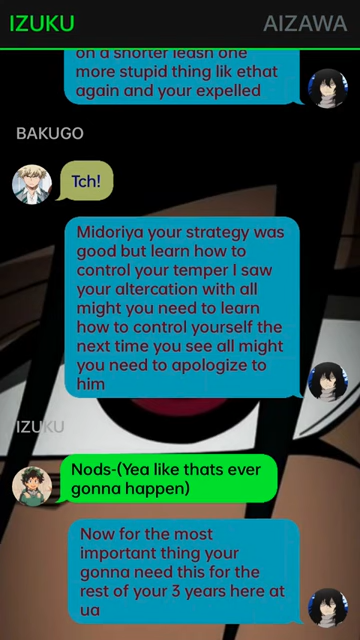 IZUKU AIZAWA
on a shorter leash one
more stupid thing lik ethat
again and your expelled
BAKUGO
Tch!
Midoriya your strategy was
good but learn how to
control your temper I saw
your altercation with all
might you need to learn
how to control yourself the
next time you see all might
you need to apologize to
him
IZUKU
Nods-(Yea like thats ever
gonna happen)
Now for the most
important thing your
gonna need this for the
rest of your 3 years here at
ua